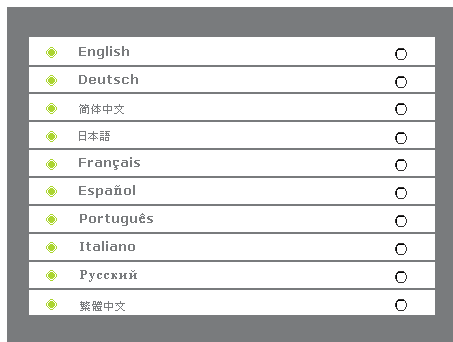 English
Deutsch
简体中文
日本語
Français
Español
Português
Italiano
Русский
繁體中文